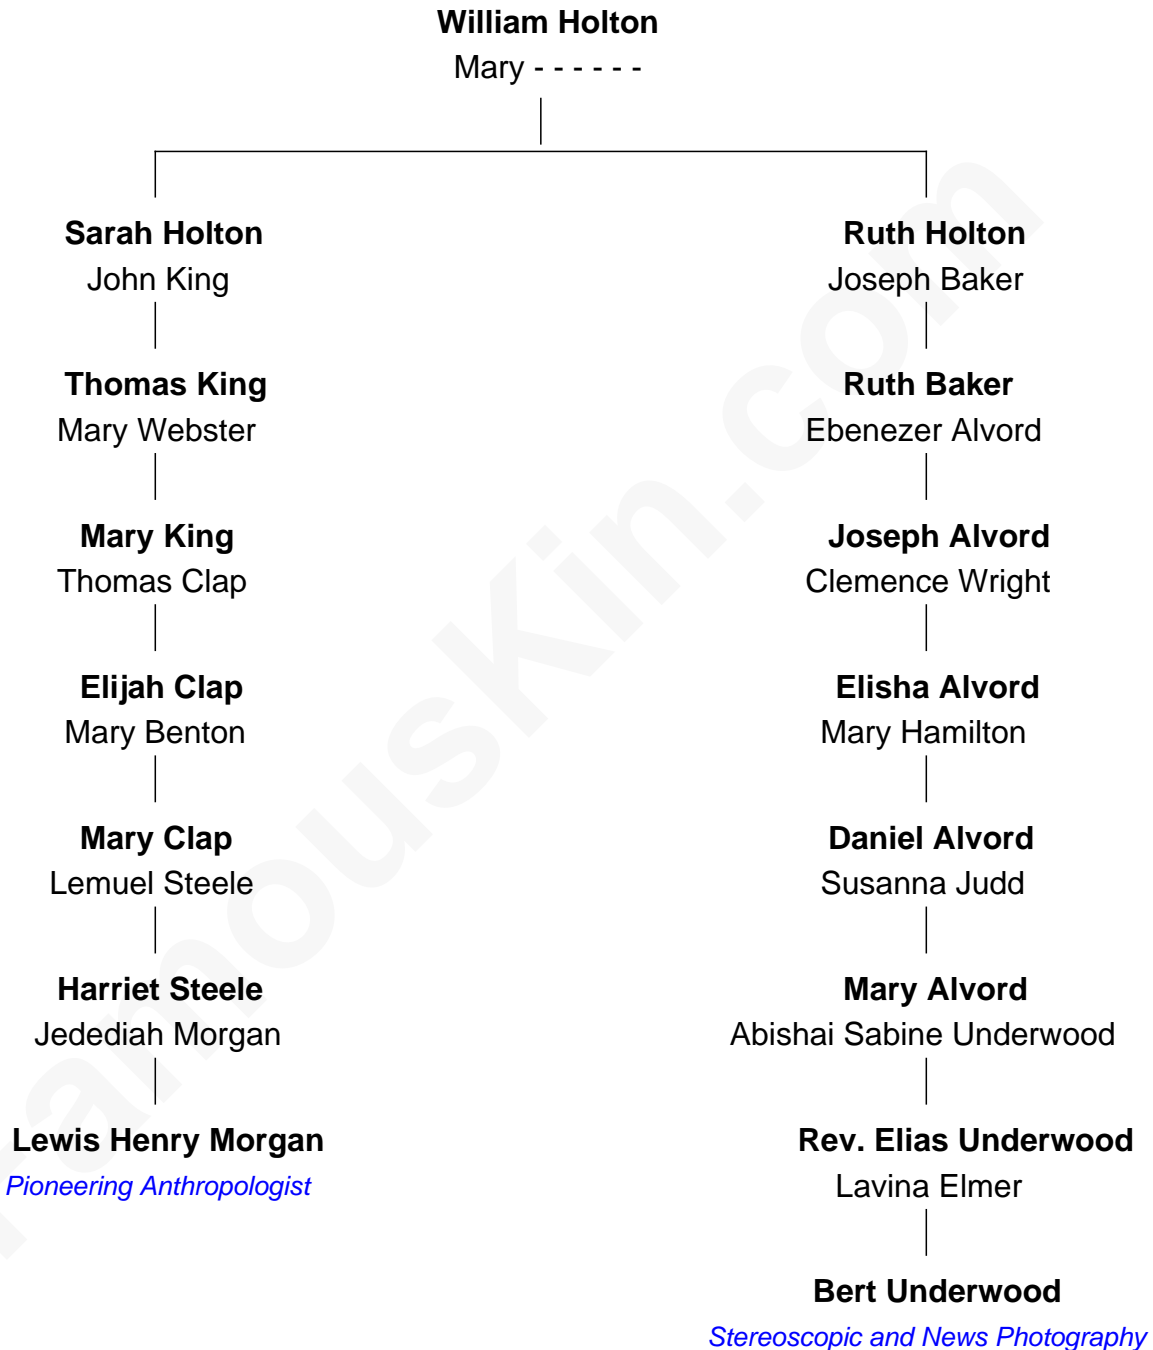 William Holton
Mary - - - - - -
Sarah Holton
John King
Ruth Holton
Joseph Baker
Thomas King
Mary Webster
Ruth Baker
Ebenezer Alvord
Mary King
Thomas Clap
Joseph Alvord
Clemence Wright
Elijah Clap
Mary Benton
Elisha Alvord
Mary Hamilton
Mary Clap
Lemuel Steele
Daniel Alvord
Susanna Judd
Harriet Steele
Jedediah Morgan
Mary Alvord
Abishai Sabine Underwood
Lewis Henry Morgan
Pioneering Anthropologist
Rev. Elias Underwood
Lavina Elmer
Bert Underwood
Stereoscopic and News Photography
FamousKin.com